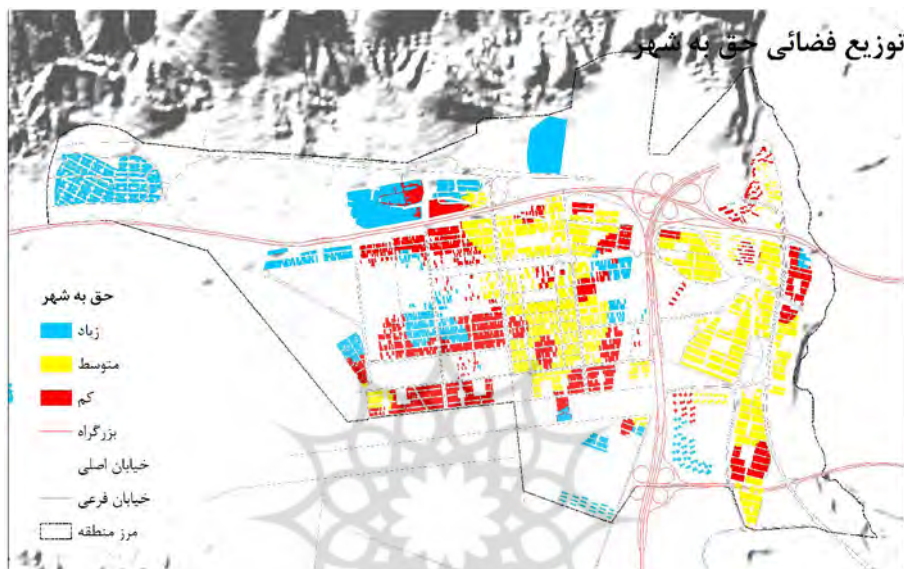 توزیع فضائی حق به شهر
حق به شهر
زیاد
متوسط
کم
بزرگراه
خیابان اصلی
خیابان فرعی
مرز منطقه